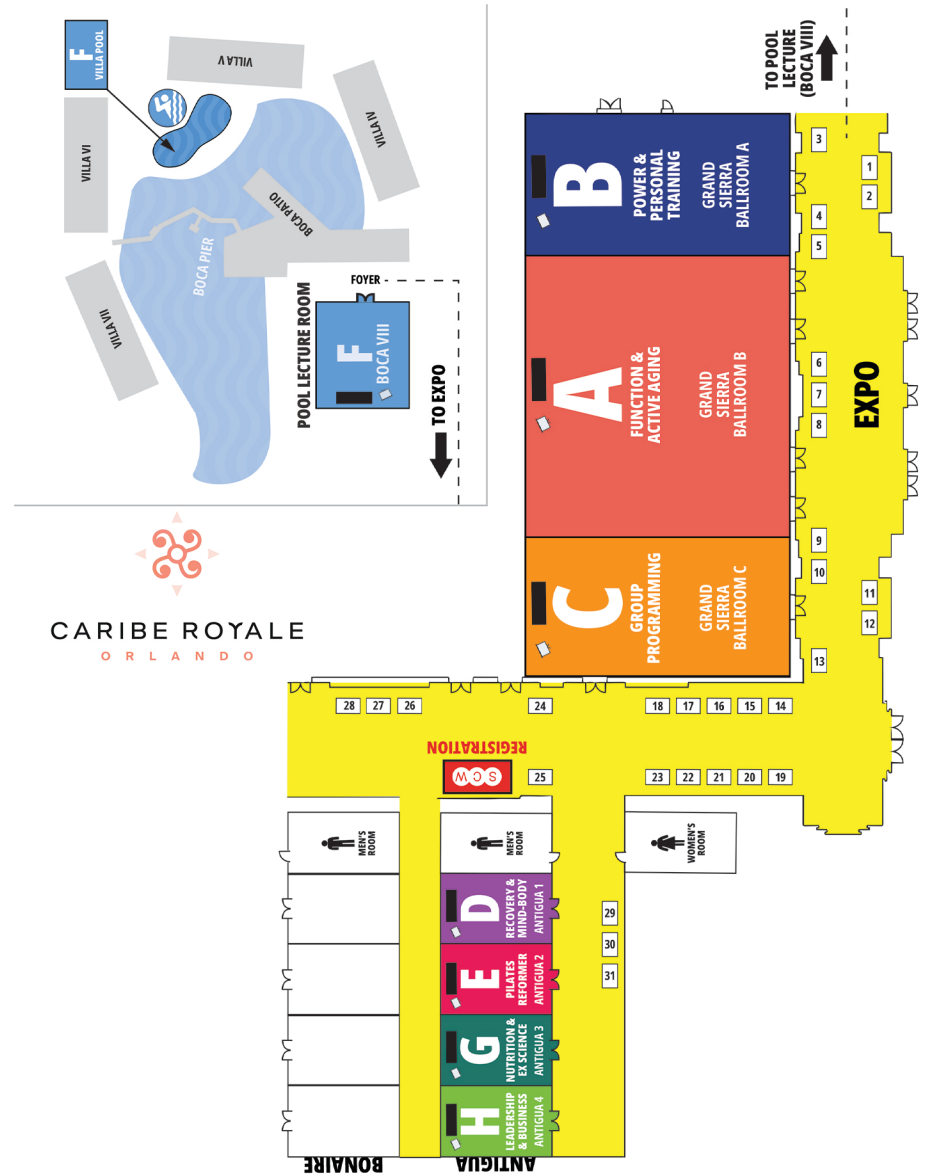 F
VILLA POOL
VILLA V
VILLA IV
VILLA VI
BOCA PATIO
BOCA PIER
VILLA VII
FOYER
POOL LECTURE ROOM
F
BOCA VIII
TO EXPO
TO POOL
LECTURE
(BOCA VIII)
B
POWER &
PERSONAL
TRAINING
GRAND
SIERRA
BALLROOM A
A
FUNCTION &
ACTIVE AGING
GRAND
SIERRA
BALLROOM B
C
GROUP
PROGRAMMING
GRAND
SIERRA
BALLROOM C
EXPO
3
1
2
4
5
6
7
8
9
10
11
12
13
CARIBE ROYALE
ORLANDO
28
27
26
24
18
17
16
15
14
REGISTRATION
SCW
25
23
22
21
20
19
MEN'S
ROOM
MEN'S
ROOM
WOMEN'S
ROOM
D
RECOVERY &
MIND-BODY
ANTIGUA 1
29
30
31
E
PILATES
REFORMER
ANTIGUA 2
G
NUTRITION &
EX SCIENCE
ANTIGUA 3
H
LEADERSHIP
& BUSINESS
ANTIGUA 4
BONAIRE
ANTIGUA